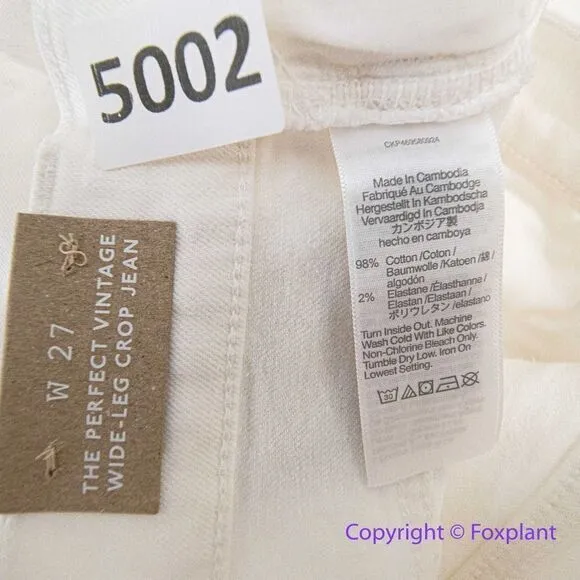 5002
W 27
THE PERFECT VINTAGE
WIDE-LEG CROP JEAN
Made In Cambodia
Fabriqué Au Cambodge
Hergestellt In Kambodscha
Vervaardigd In Cambodja
カンボジア製
hecho en camboya
98% Cotton /Coton /
Baumwolle /Katoen /綿/
algodón
2% Elastane /Élasthanne /
Elastan /Elastaan /
ポリウレタン /elastano
Turn Inside Out. Machine
Wash Cold With Like Colors.
Non-Chlorine Bleach Only.
Tumble Dry Low. Iron On
Lowest Setting.
30
Copyright © Foxplant